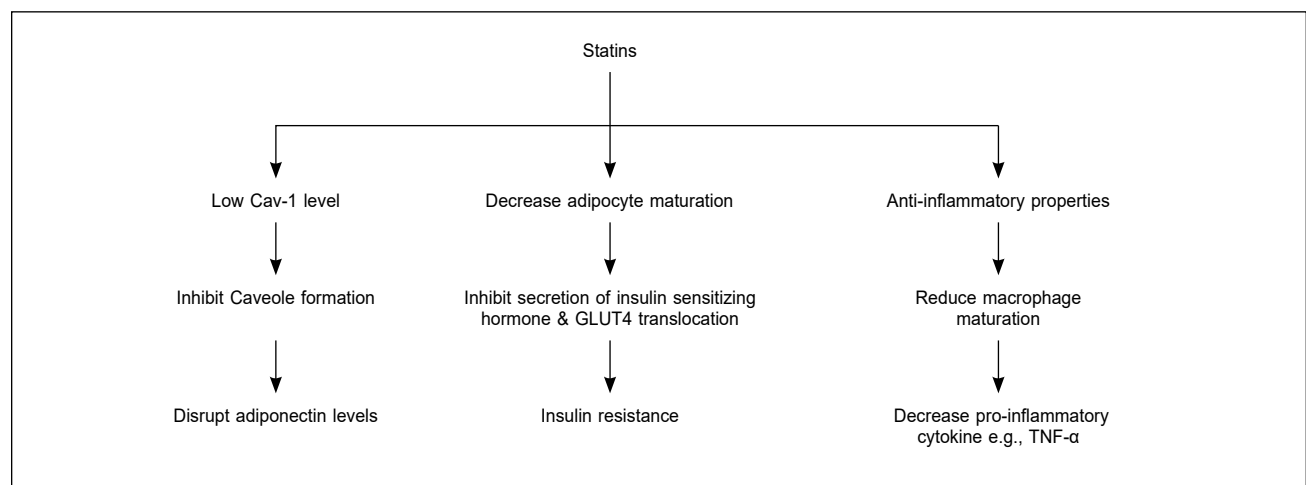 Statins
Low Cav-1 level
Decrease adipocyte maturation
Anti-inflammatory properties
Inhibit Caveole formation
Inhibit secretion of insulin sensitizing
hormone & GLUT4 translocation
Reduce macrophage
maturation
Disrupt adiponectin levels
Insulin resistance
Decrease pro-inflammatory
cytokine e.g., TNF-α